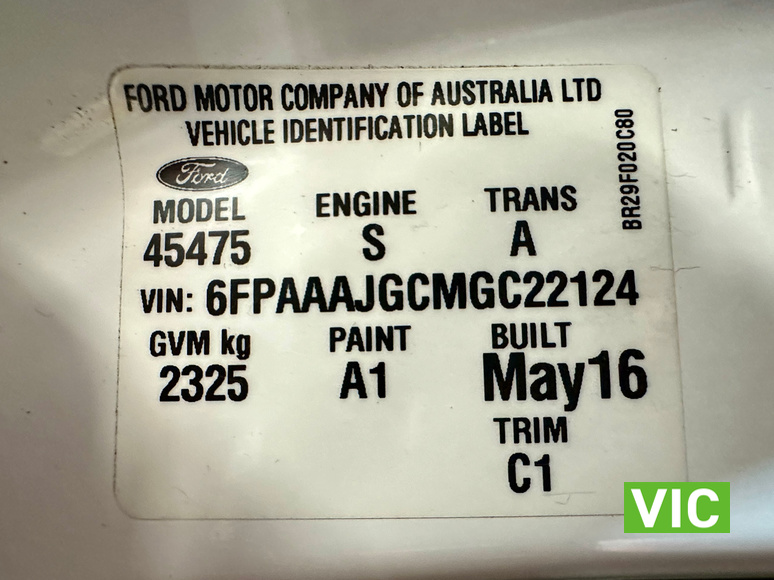 FORD MOTOR COMPANY OF AUSTRALIA LTD
VEHICLE IDENTIFICATION LABEL
BR29F020C80
Ford
MODEL ENGINE TRANS
45475 S A
VIN: 6FPAAAJGCMGC22124
GVM kg PAINT BUILT
2325 A1 May16
TRIM
C1
VIC